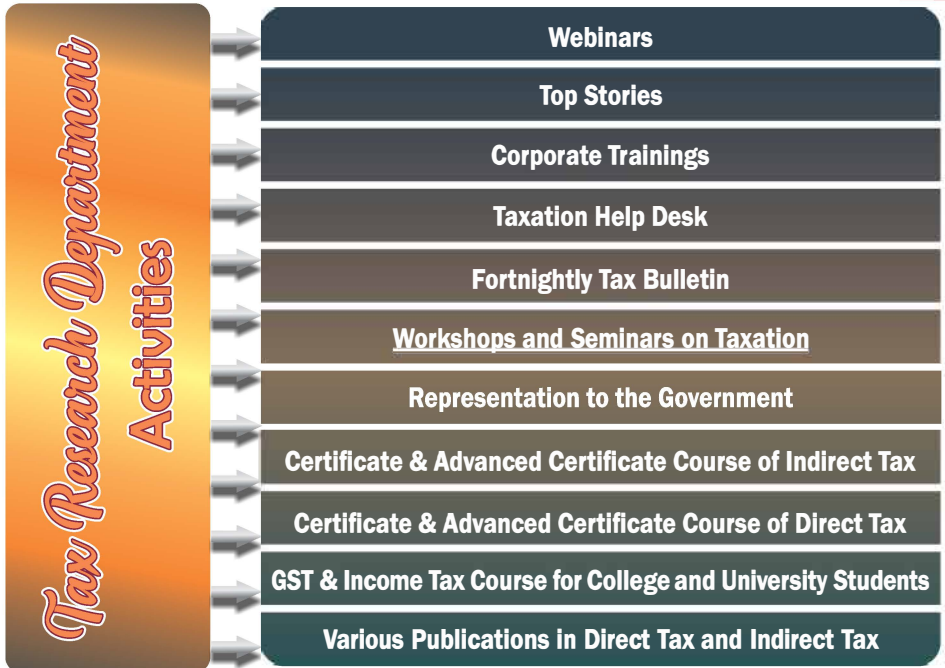 Tax Research Department
Activities
Webinars
Top Stories
Corporate Trainings
Taxation Help Desk
Fortnightly Tax Bulletin
Workshops and Seminars on Taxation
Representation to the Government
Certificate & Advanced Certificate Course of Indirect Tax
Certificate & Advanced Certificate Course of Direct Tax
GST & Income Tax Course for College and University Students
Various Publications in Direct Tax and Indirect Tax